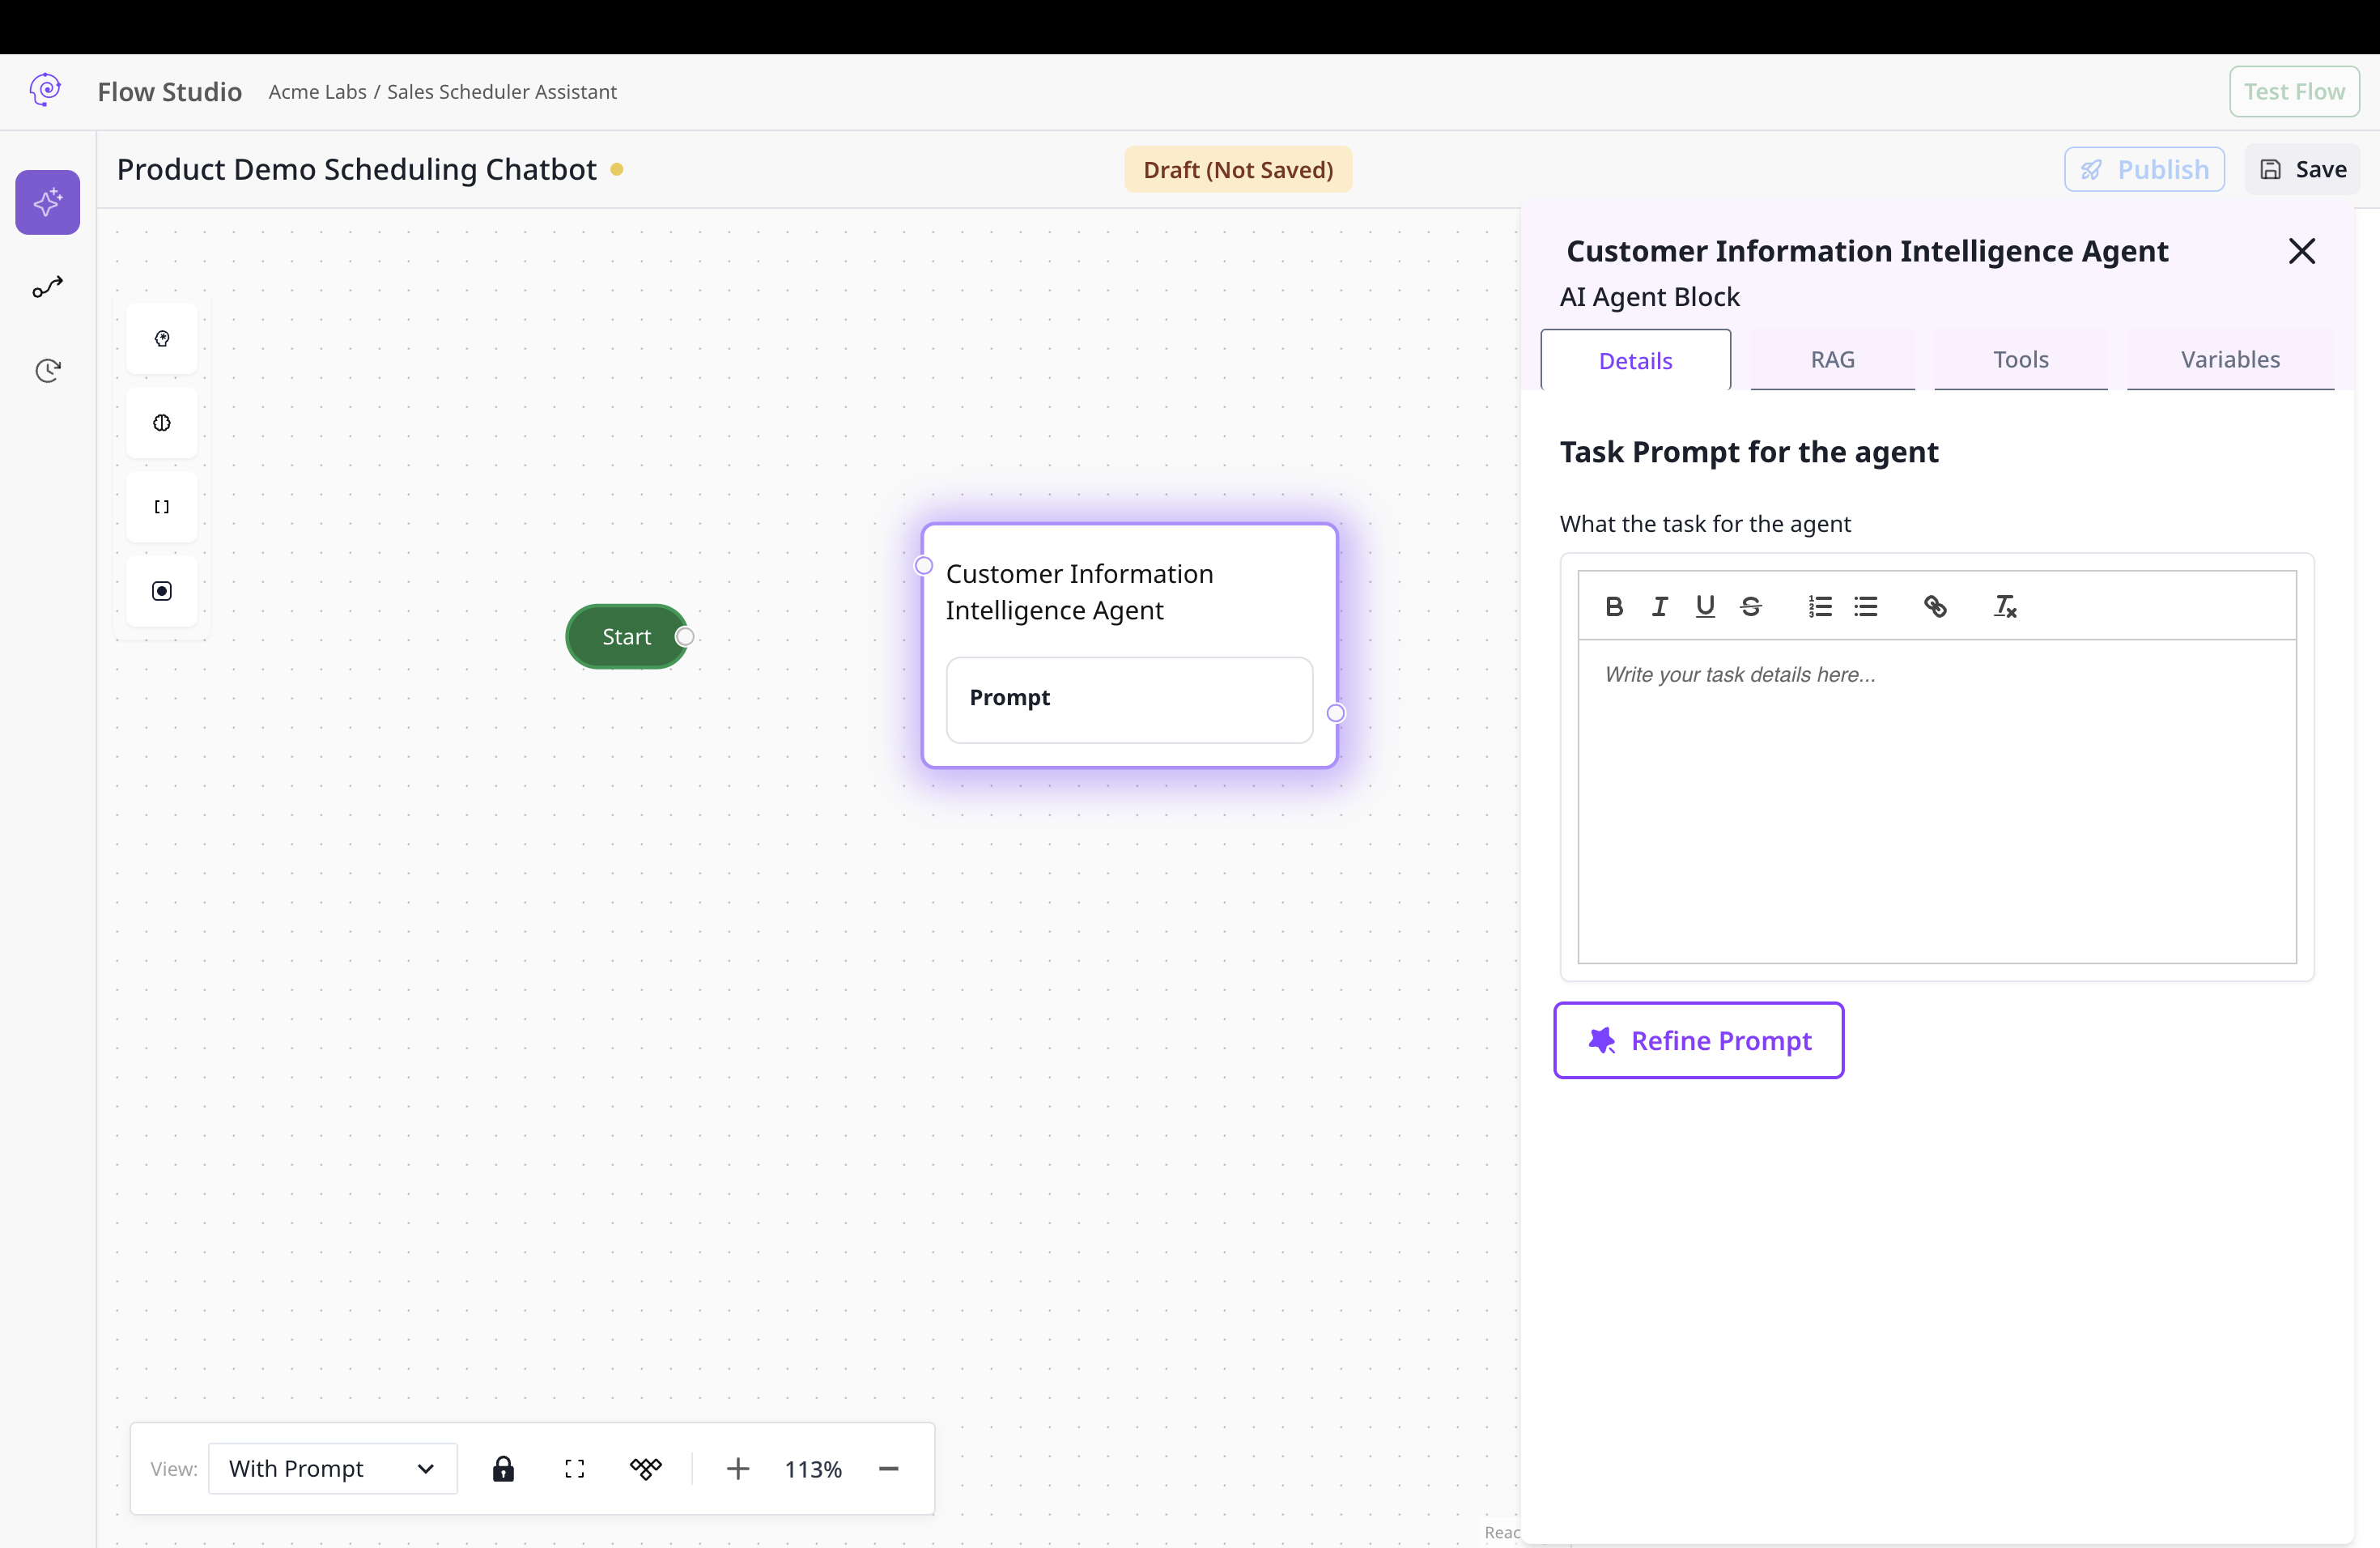 Flow Studio
Acme Labs / Sales Scheduler Assistant
Test Flow
Product Demo Scheduling Chatbot
Draft (Not Saved)
Publish
Save
Customer Information Intelligence Agent
AI Agent Block
Details
RAG
Tools
Variables
Task Prompt for the agent
What the task for the agent
Write your task details here...
Refine Prompt
Start
Customer Information
Intelligence Agent
Prompt
View:
With Prompt
113%
Reac